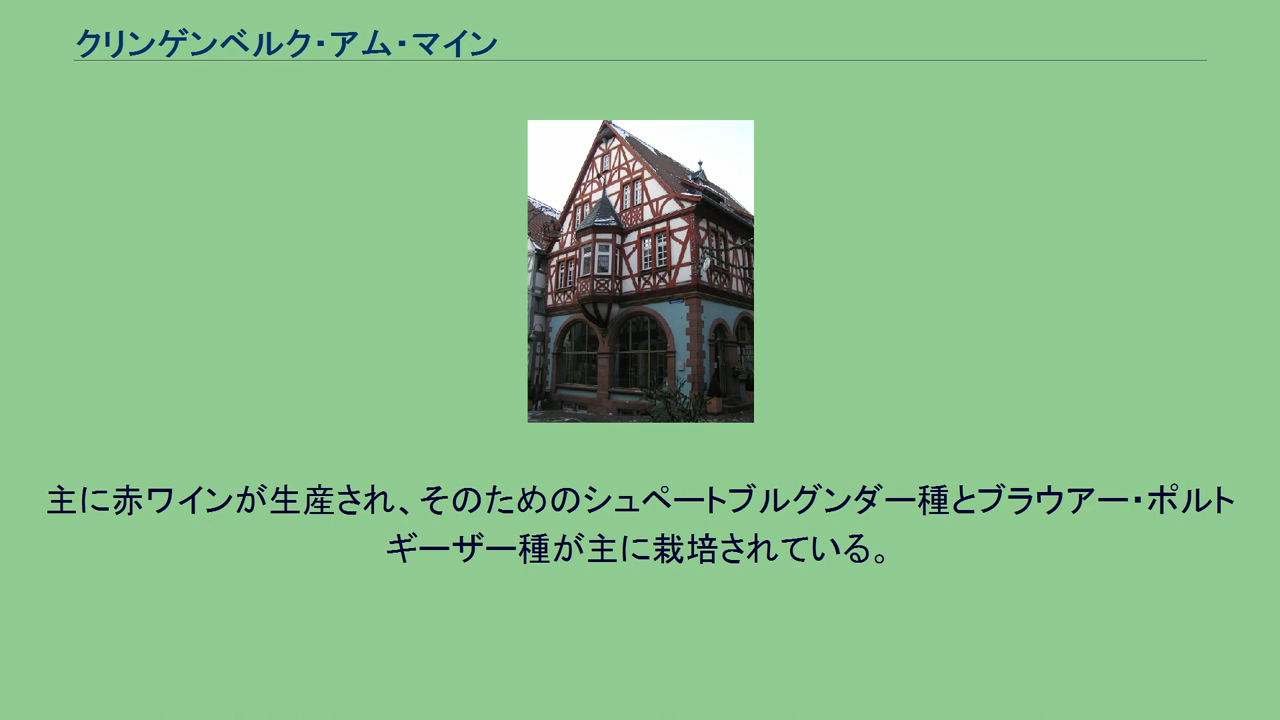 クリンゲンベルク・アム・マイン
主に赤ワインが生産され、そのためのシュペートブルグンダー種とブラウアー・ポルト
ギーザー種が主に栽培されている。